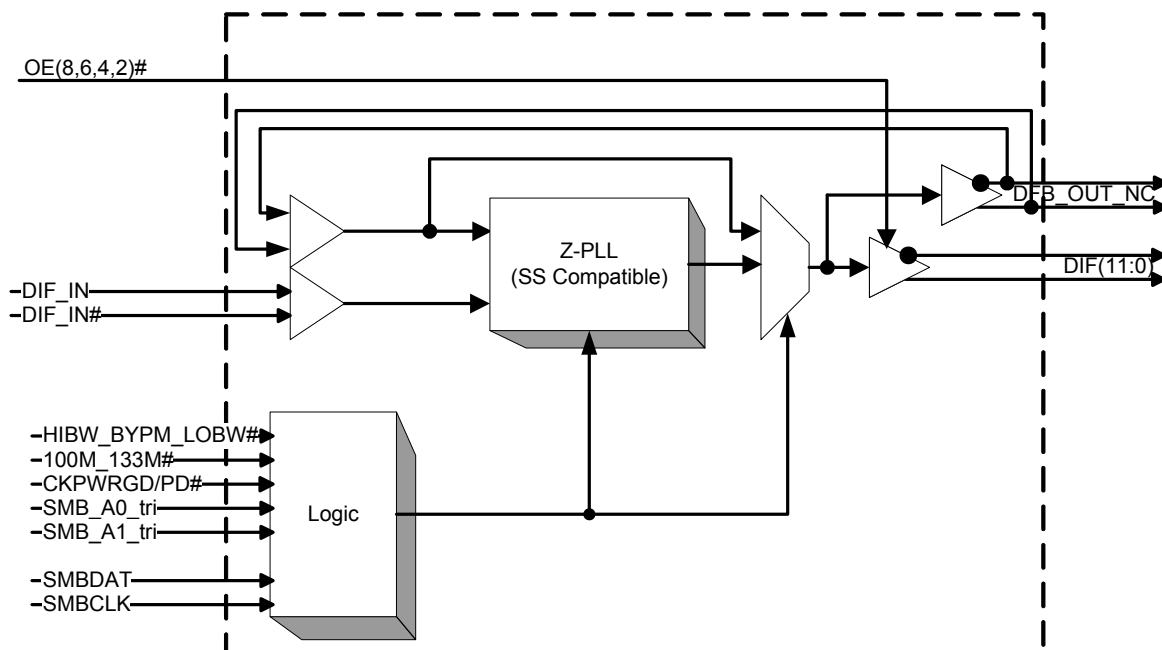 OE(8,6,4,2)#
DFB_OUT_NC
Z-PLL
(SS Compatible)
DIF(11:0)
DIF_IN
DIF_IN#
HIBW_BYPM_LOBW#
100M_133M#
CKPWRGD/PD#
SMB_A0_tri
SMB_A1_tri
Logic
SMBDAT
SMBCLK